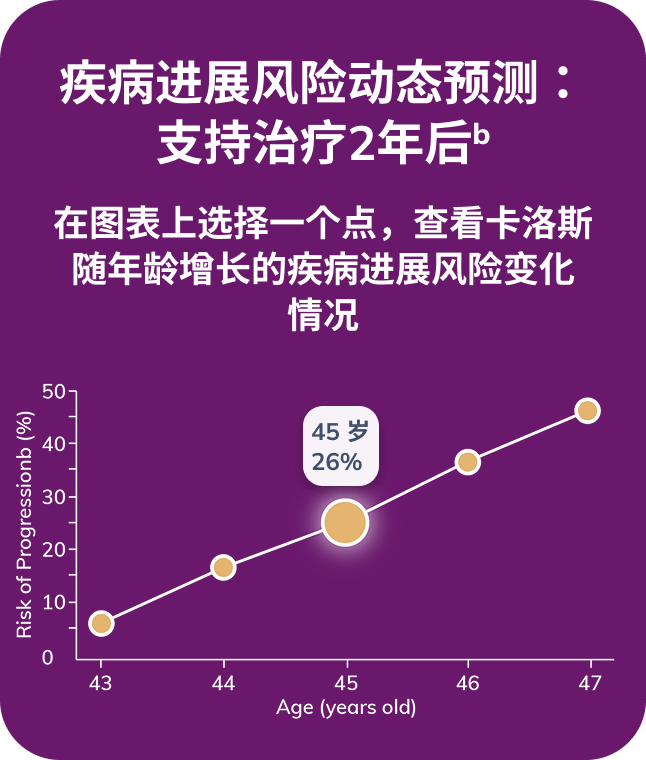 疾病进展风险动态预测：
支持治疗2年后b
在图表上选择一个点，查看卡洛斯
随年龄增长的疾病进展风险变化
情况
Risk of Progressionb (%)
50
40
30
20
10
0
45 岁
26%
43 44 45 46 47
Age (years old)